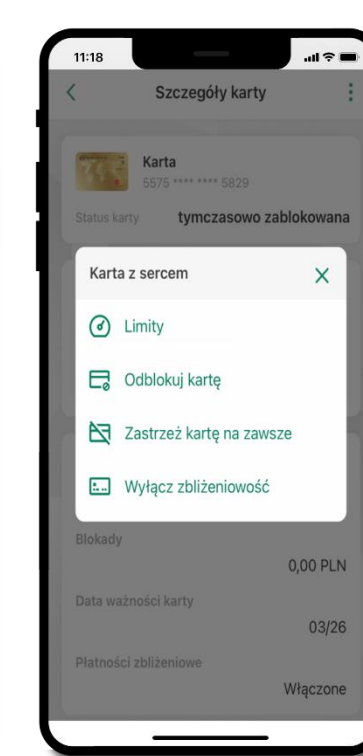 11:18
Szczegóły karty
Karta
5575 **** **** 5829
Status karty tymczasowo zablokowana
Karta z sercem
Limity
Odblokuj kartę
Zastrzeż kartę na zawsze
Wyłącz zbliżeniowość
Blokady
0,00 PLN
Data ważności karty
03/26
Płatności zbliżeniowe
Włączone